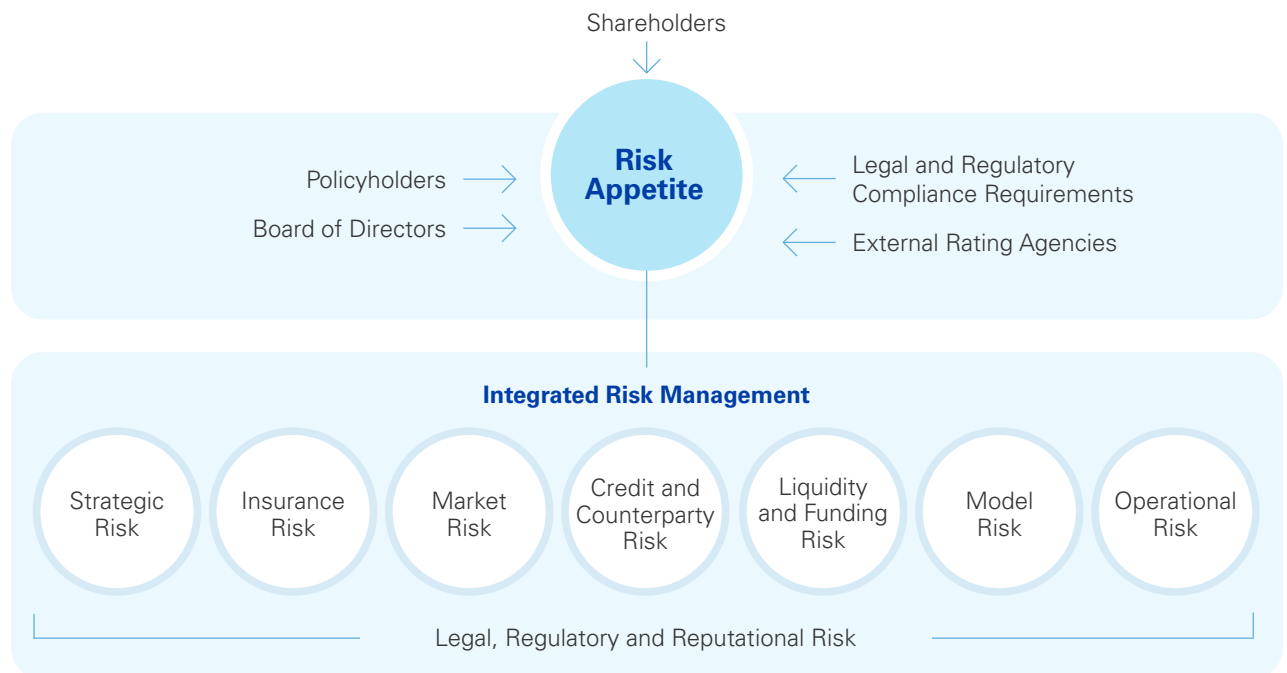 Shareholders
Risk
Appetite
Policyholders
Board of Directors
Legal and Regulatory
Compliance Requirements
External Rating Agencies
Integrated Risk Management
Strategic
Risk
Insurance
Risk
Market
Risk
Credit and
Counterparty
Risk
Liquidity
and Funding
Risk
Model
Risk
Operational
Risk
Legal, Regulatory and Reputational Risk